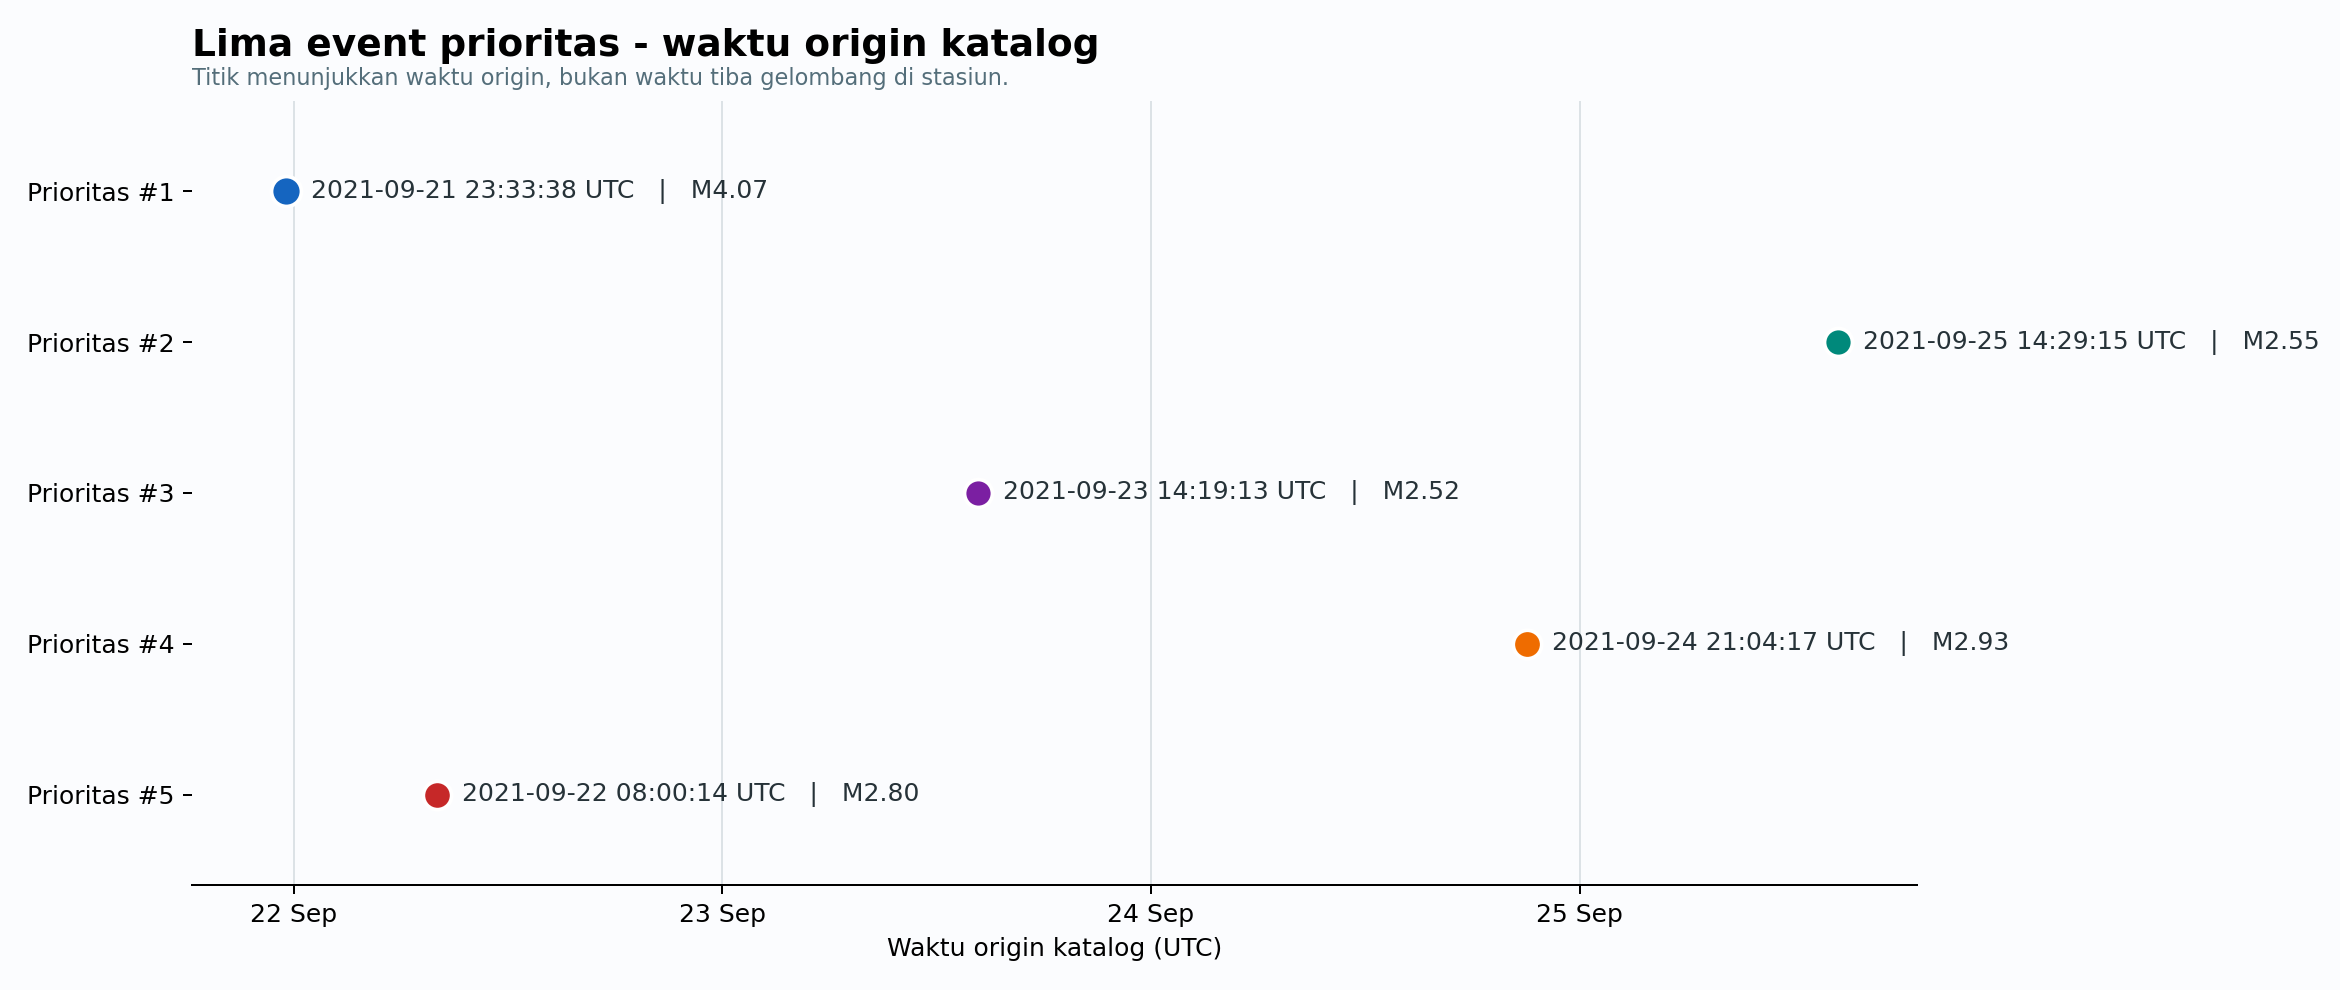 Lima event prioritas - waktu origin katalog
Titik menunjukkan waktu origin, bukan waktu tiba gelombang di stasiun.
Prioritas #1
2021-09-21 23:33:38 UTC | M4.07
Prioritas #2
2021-09-25 14:29:15 UTC | M2.55
Prioritas #3
2021-09-23 14:19:13 UTC | M2.52
Prioritas #4
2021-09-24 21:04:17 UTC | M2.93
Prioritas #5
2021-09-22 08:00:14 UTC | M2.80
22 Sep
23 Sep
24 Sep
25 Sep
Waktu origin katalog (UTC)